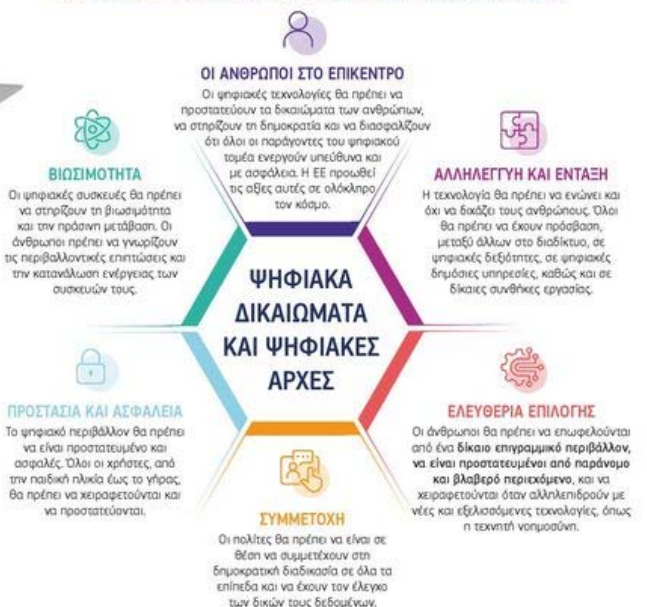 ΟΙ ΑΝΘΡΩΠΟΙ ΣΤΟ ΕΠΙΚΕΝΤΡΟ
Οι ψηφιακές τεχνολογίες θα πρέπει να
προστατεύουν τα δικαιώματα των ανθρώπων,
να στηρίζουν τη δημοκρατία και να διασφαλίζουν
ότι όλοι οι παράγοντες του ψηφιακού
τομέα ενεργούν υπεύθυνα και
με ασφάλεια. Η ΕΕ προωθεί
τις αξίες αυτές σε ολόκληρο
τον κόσμο.
ΒΙΩΣΙΜΟΤΗΤΑ
Οι ψηφιακές συσκευές θα πρέπει
να στηρίζουν τη βιωσιμότητα
και την πράσινη μετάβαση. Οι
άνθρωποι πρέπει να γνωρίζουν
τις περιβαλλοντικές επιπτώσεις και
την κατανάλωση ενέργειας των
συσκευών τους.
ΑΛΛΗΛΕΓΓΥΗ ΚΑΙ ΕΝΤΑΞΗ
Η τεχνολογία θα πρέπει να ενώνει και
όχι να διχάζει τους ανθρώπους. Όλοι
θα πρέπει να έχουν πρόσβαση,
μεταξύ άλλων στο διαδίκτυο, σε
ψηφιακές δεξιότητες, σε ψηφιακές
δημόσιες υπηρεσίες, καθώς και σε
δίκαιες συνθήκες εργασίας.
ΨΗΦΙΑΚΑ
ΔΙΚΑΙΩΜΑΤΑ
ΚΑΙ ΨΗΦΙΑΚΕΣ
ΑΡΧΕΣ
ΠΡΟΣΤΑΣΙΑ ΚΑΙ ΑΣΦΑΛΕΙΑ
Το ψηφιακό περιβάλλον θα πρέπει
να είναι προστατευμένο και
ασφαλές. Όλοι οι χρήστες, από
την παιδική ηλικία έως το γήρας,
θα πρέπει να χειραφετούνται και
να προστατεύονται.
ΕΛΕΥΘΕΡΙΑ ΕΠΙΛΟΓΗΣ
Οι άνθρωποι θα πρέπει να επωφελούνται
από ένα δίκαιο επιγραμμικό περιβάλλον,
να είναι προστατευμένοι από παράνομο
και βλαβερό περιεχόμενο, και να
χειραφετούνται όταν αλληλεπιδρούν με
νέες και εξελισσόμενες τεχνολογίες, όπως
η τεχνητή νοημοσύνη.
ΣΥΜΜΕΤΟΧΗ
Οι πολίτες θα πρέπει να είναι σε
θέση να συμμετέχουν στη
δημοκρατική διαδικασία σε όλα τα
επίπεδα και να έχουν τον έλεγχο
των δικών τους δεδομένων.